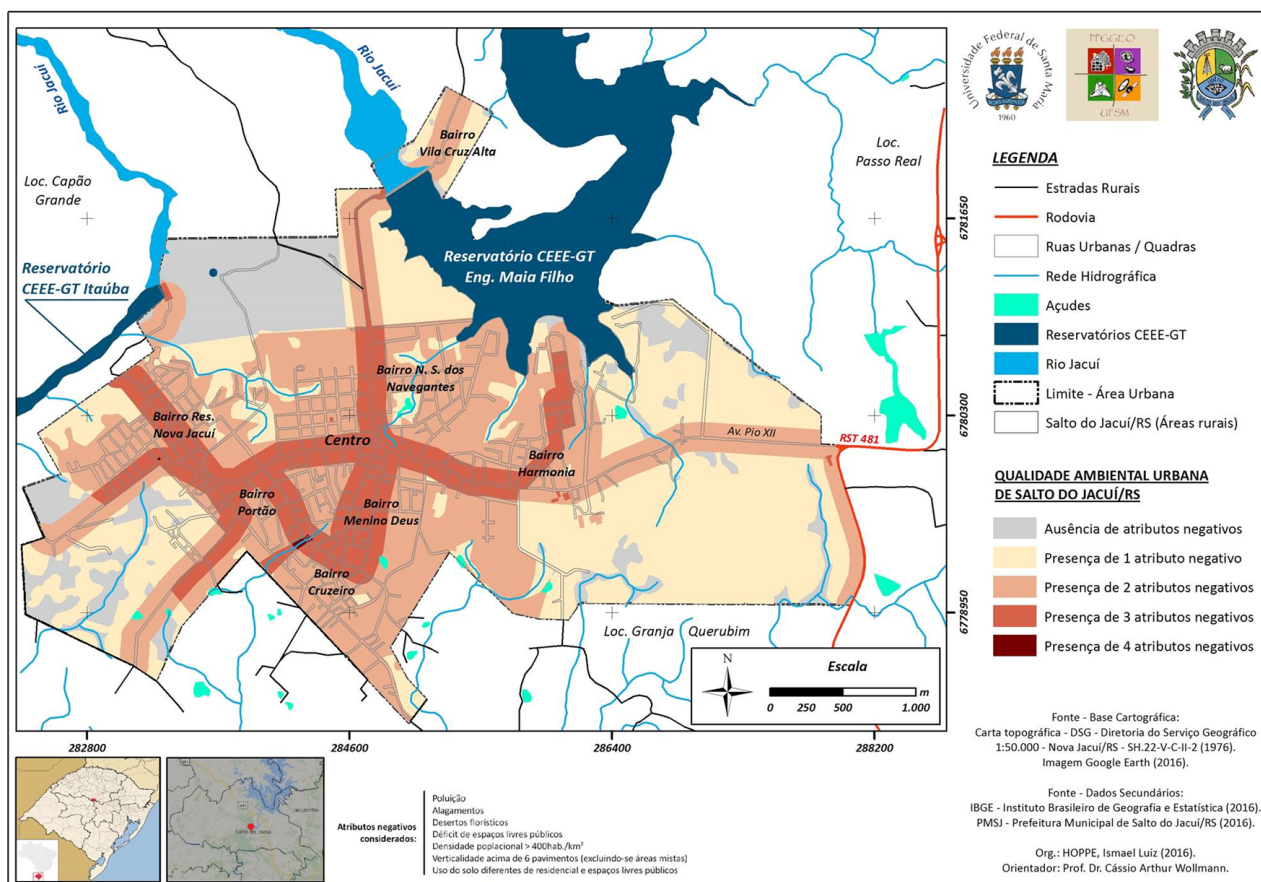 Rio Jacuí
Rio Jacuí
Bairro
Vila Cruz Alta
Loc.
Passo Real
Loc. Capão
Grande
Reservatório
CEEE-GT Itaúba
Reservatório CEEE-GT
Eng. Maia Filho
Bairro N. S. dos
Navegantes
Bairro Res.
Nova Jacuí
Centro
Av. Pio XII
RST 481
Bairro
Harmonia
Bairro
Portão
Bairro
Menino Deus
Bairro
Cruzeiro
Loc. Granja Querubim
N
Escala
0 250 500 1.000 m
6781650
6780300
6778950
282800 284600 286400 288200
Universidade Federal de Santa Maria
1960
PPGGEO
UFSM
LEGENDA
Estradas Rurais
Rodovia
Ruas Urbanas / Quadras
Rede Hidrográfica
Açudes
Reservatórios CEEE-GT
Rio Jacuí
Limite - Área Urbana
Salto do Jacuí/RS (Áreas rurais)
QUALIDADE AMBIENTAL URBANA
DE SALTO DO JACUÍ/RS
Ausência de atributos negativos
Presença de 1 atributo negativo
Presença de 2 atributo negativos
Presença de 3 atributos negativos
Presença de 4 atributos negativos
Fonte - Base Cartográfica:
Carta topográfica - DSG - Diretoria do Serviço Geográfico
1:50.000 - Nova Jacuí/RS - SH.22-V-C-II-2 (1976).
Imagem Google Earth (2016).
Fonte - Dados Secundários:
IBGE - Instituto Brasileiro de Geografia e Estatística (2016).
PMSJ - Prefeitura Municipal de Salto do Jacuí/RS (2016).
Org.: HOPPE, Ismael Luiz (2016).
Orientador: Prof. Dr. Cássio Arthur Wollmann.
Salto do Jacuí
Atributos negativos
considerados:
Poluição
Alagamentos
Desertos florísticos
Déficit de espaços livres públicos
Densidade poplacional > 400hab./km²
Verticalidade acima de 6 pavimentos (excluindo-se áreas mistas)
Uso do solo diferentes de residencial e espaços livres públicos